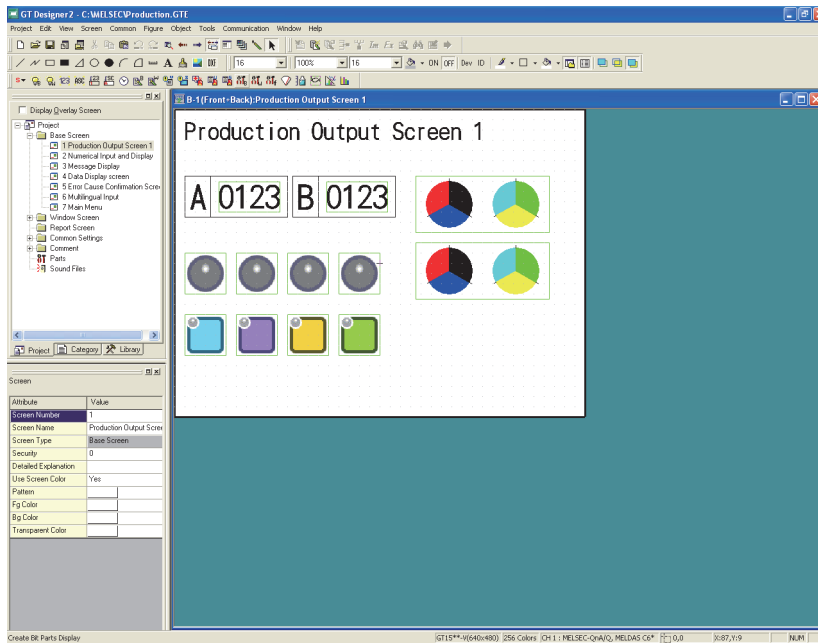 GT Designer2 - C:\MELSEC\Production.GTE
Project Edit View Screen Common Figure Object Tools Communication Window Help
16 100% 16 ON OFF Dev ID
123 ASC
B-1(Front+Back):Production Output Screen 1
Display Overlay Screen
Project
Base Screen
1 Production Output Screen 1
2 Numerical Input and Display
3 Message Display
4 Data Display screen
5 Error Cause Confirmation Scree
6 Multilingual Input
7 Main Menu
Window Screen
Report Screen
Common Settings
Comment
Parts
Sound Files
Project Category Library
Production Output Screen 1
A 0123 B 0123
Screen
Attribute Value
Screen Number 1
Screen Name Production Output Scree
Screen Type Base Screen
Security 0
Detailed Explanation
Use Screen Color Yes
Pattern
Fg Color
Bg Color
Transparent Color
Create Bit Parts Display GT15**-V(640x480) 256 Colors CH 1 : MELSEC-QnA/Q, MELDAS C6* 0,0 X:87,Y:9 NUM